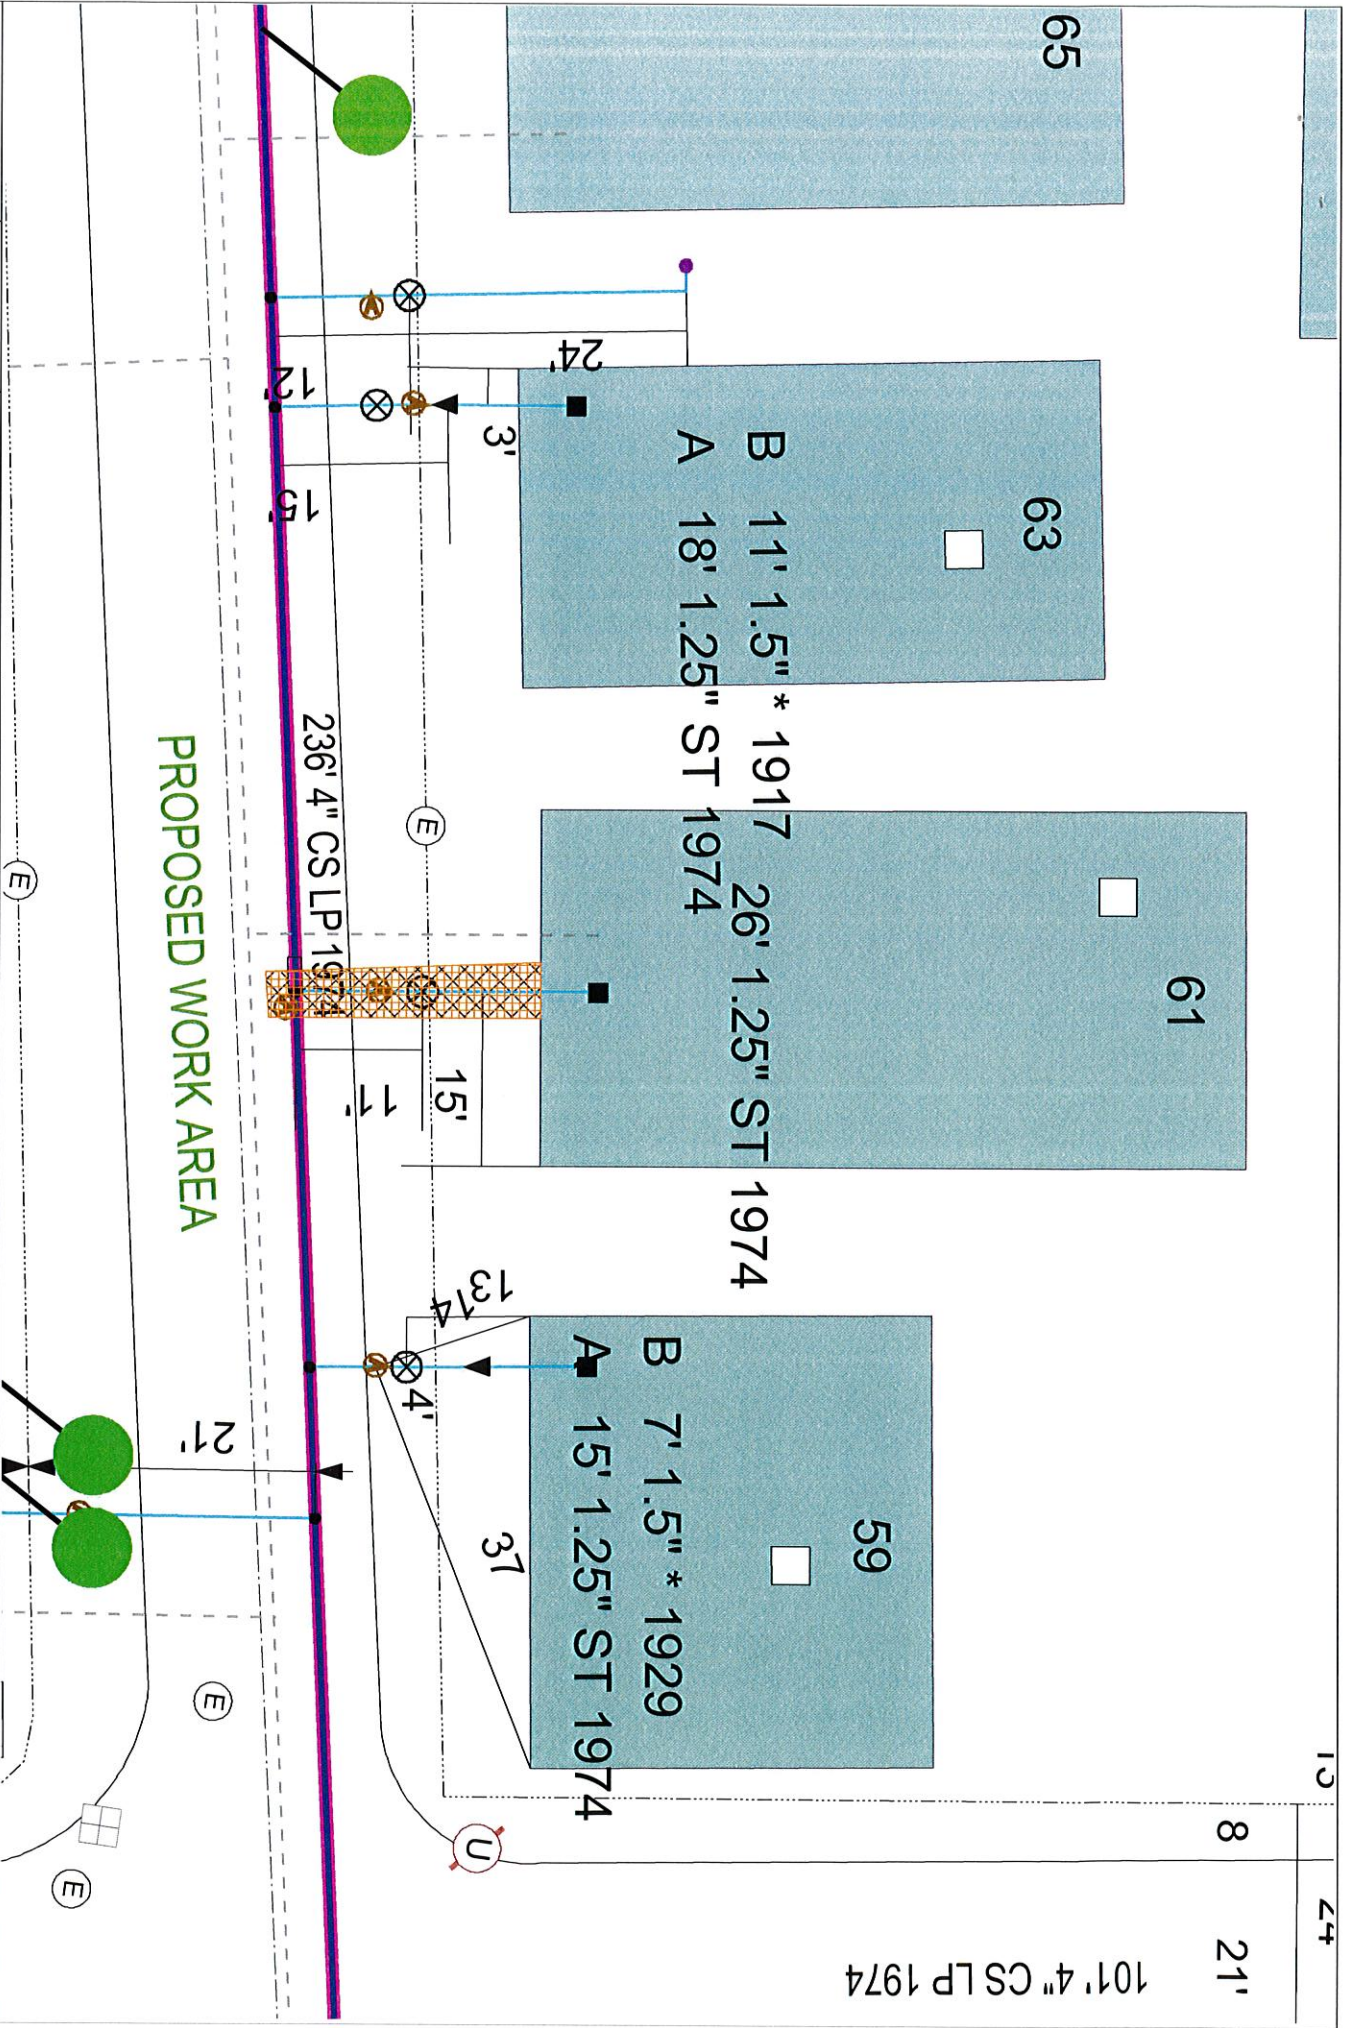 65
24'
12'
3'
15'
63
B 11' 1.5" * 1917
A 18' 1.25" ST 1974
236' 4" CS LP 1974
E
E
PROPOSED WORK AREA
61
26' 1.25" ST 1974
15'
11'
13
14
4'
59
B 7' 1.5" * 1929
A 15' 1.25" ST 1974
37
21'
E
E
U
8
21'
101' 4" CS LP 1974